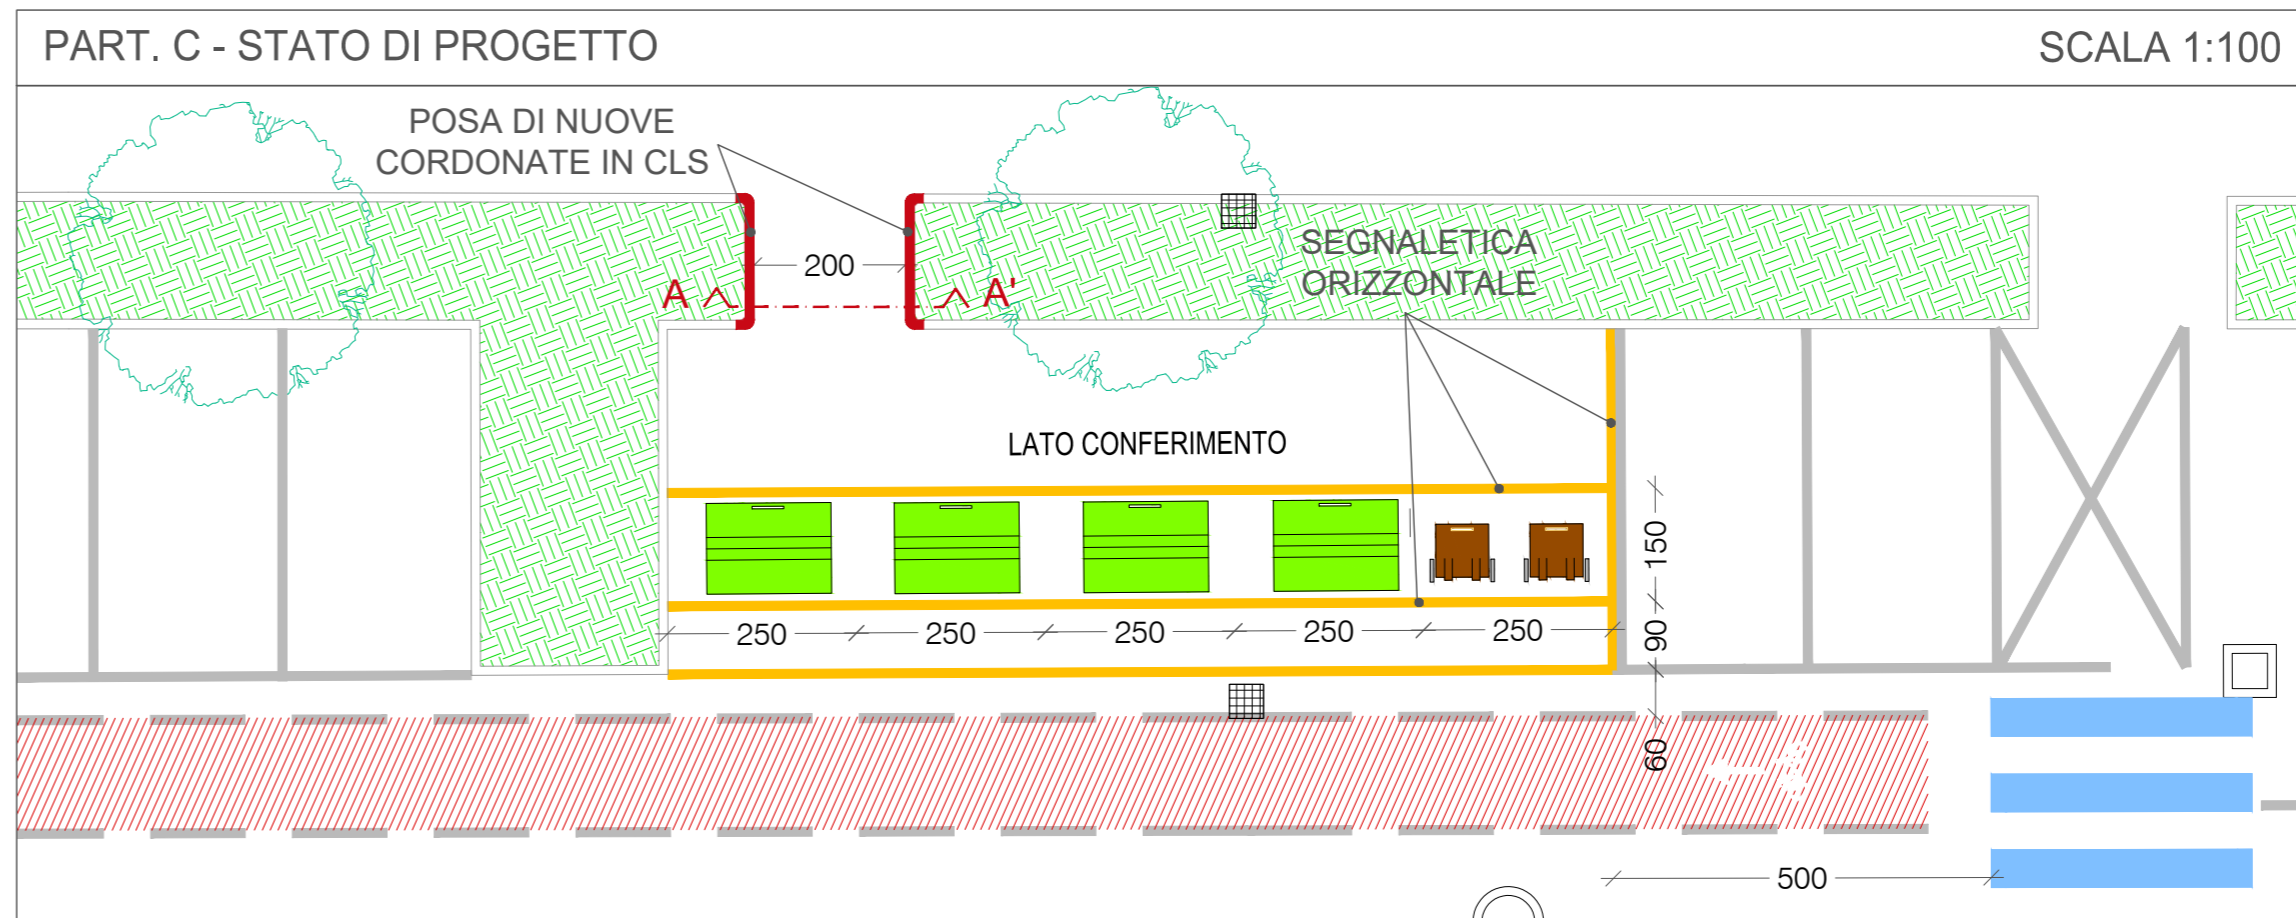 PART. C - STATO DI PROGETTO
SCALA 1:100
POSA DI NUOVE
CORDONATE IN CLS
200
A
A'
SEGNALETICA
ORIZZONTALE
LATO CONFERIMENTO
150
90
60
250
250
250
250
250
500